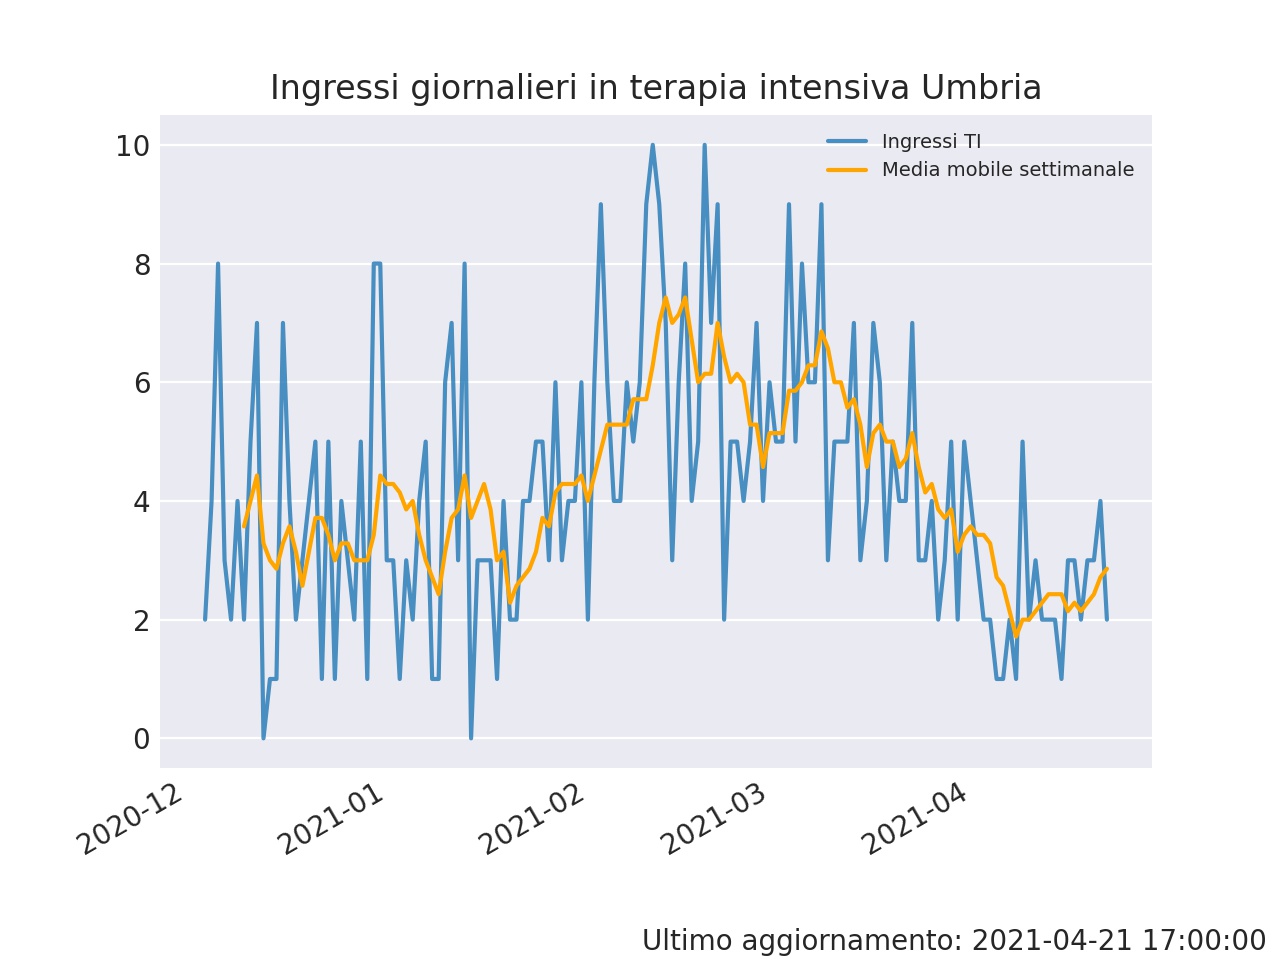 Ingressi giornalieri in terapia intensiva Umbria
Ingressi TI
Media mobile settimanale
10
8
6
4
2
0
2020-12
2021-01
2021-02
2021-03
2021-04
Ultimo aggiornamento: 2021-04-21 17:00:00